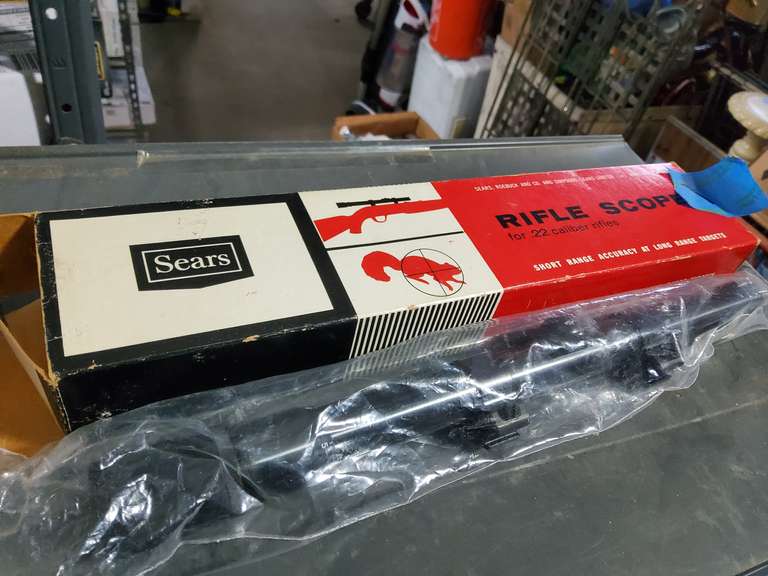 Sears
SEARS, ROEBUCK AND CO. AND SIMPSONS-SEARS LIMITED
RIFLE SCOPE
for .22 caliber rifles
SHORT RANGE ACCURACY AT LONG RANGE TARGETS